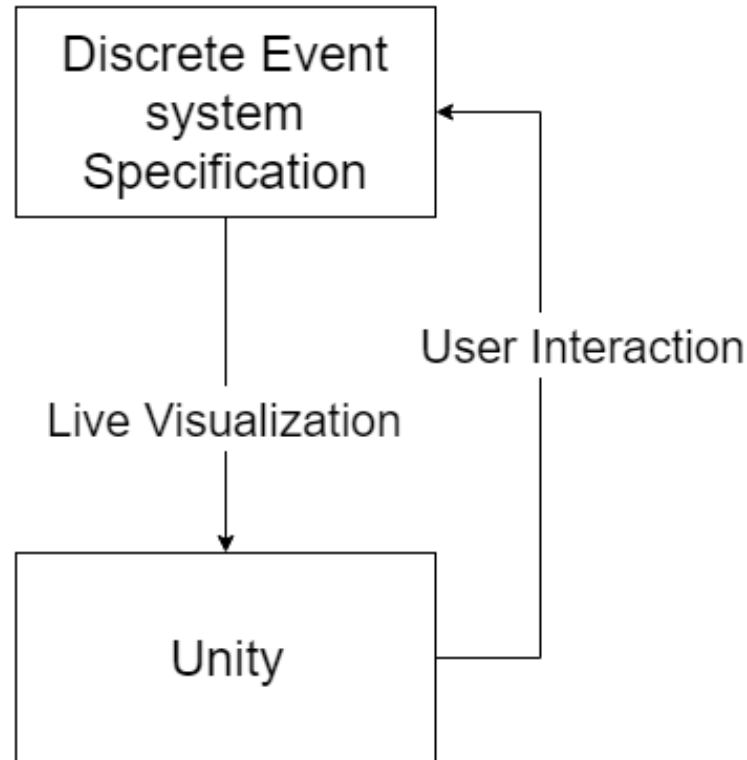 Discrete Event
system
Specification
User Interaction
Live Visualization
Unity